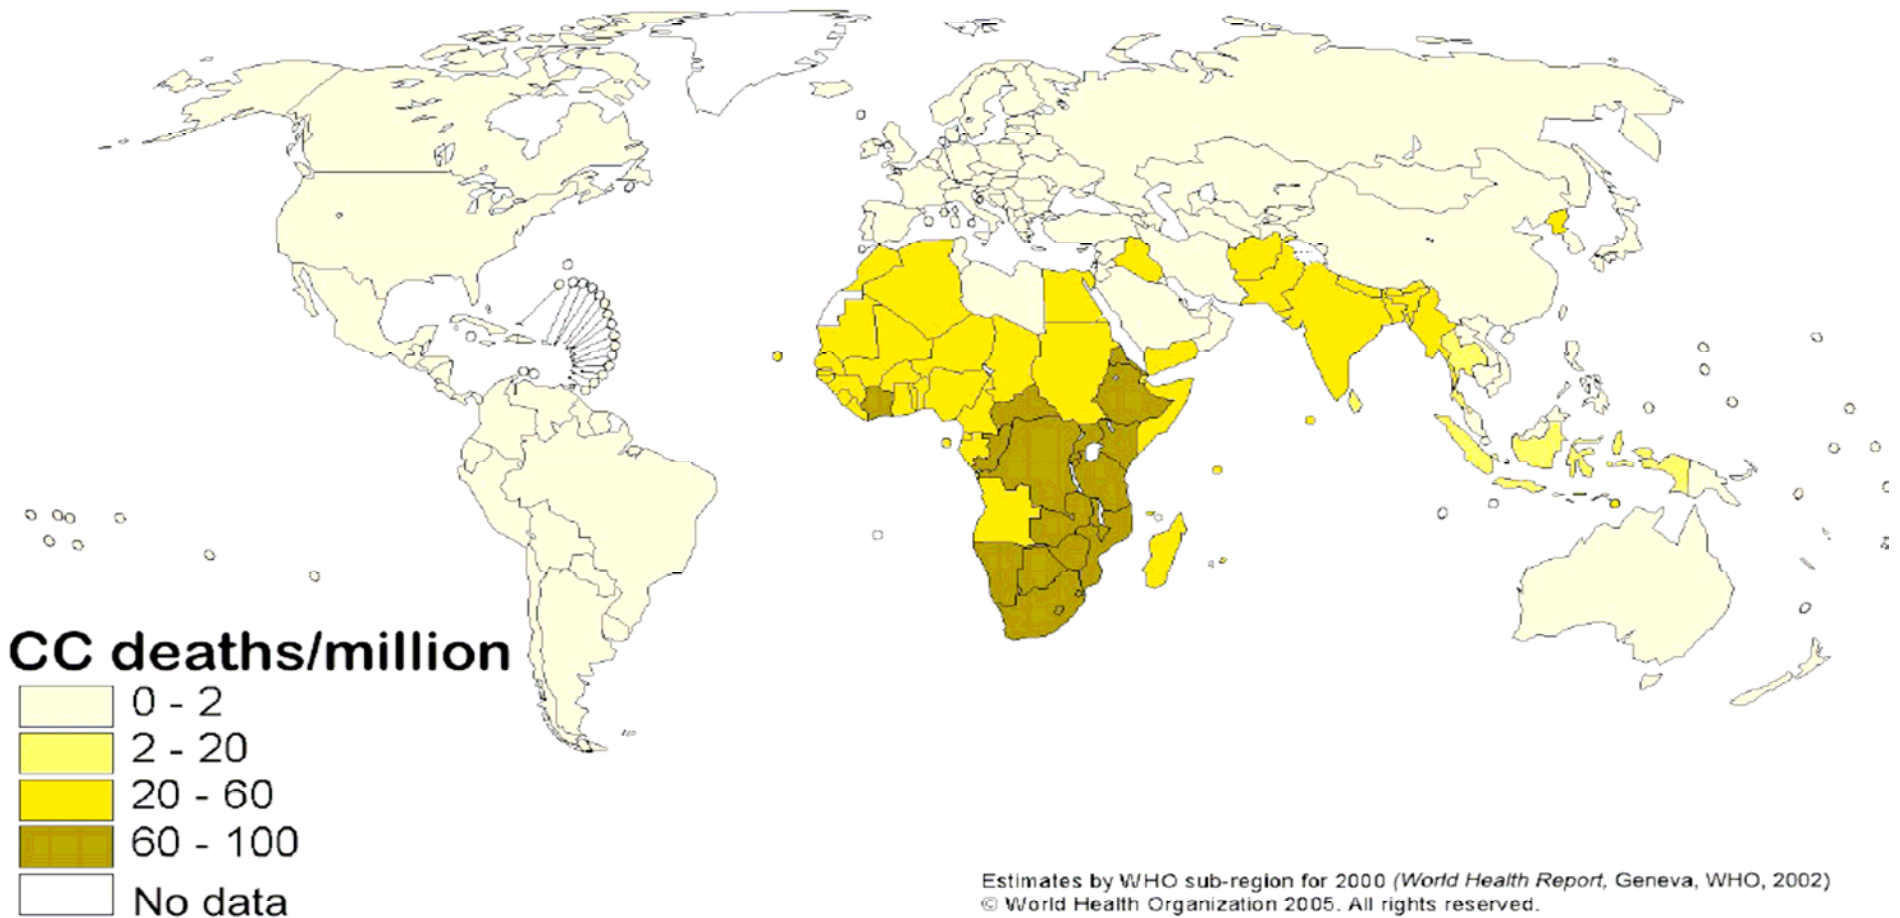 CC deaths/million
0 - 2
2 - 20
20 - 60
60 - 100
No data
Estimates by WHO sub-region for 2000 (World Health Report, Geneva, WHO, 2002)
© World Health Organization 2005. All rights reserved.